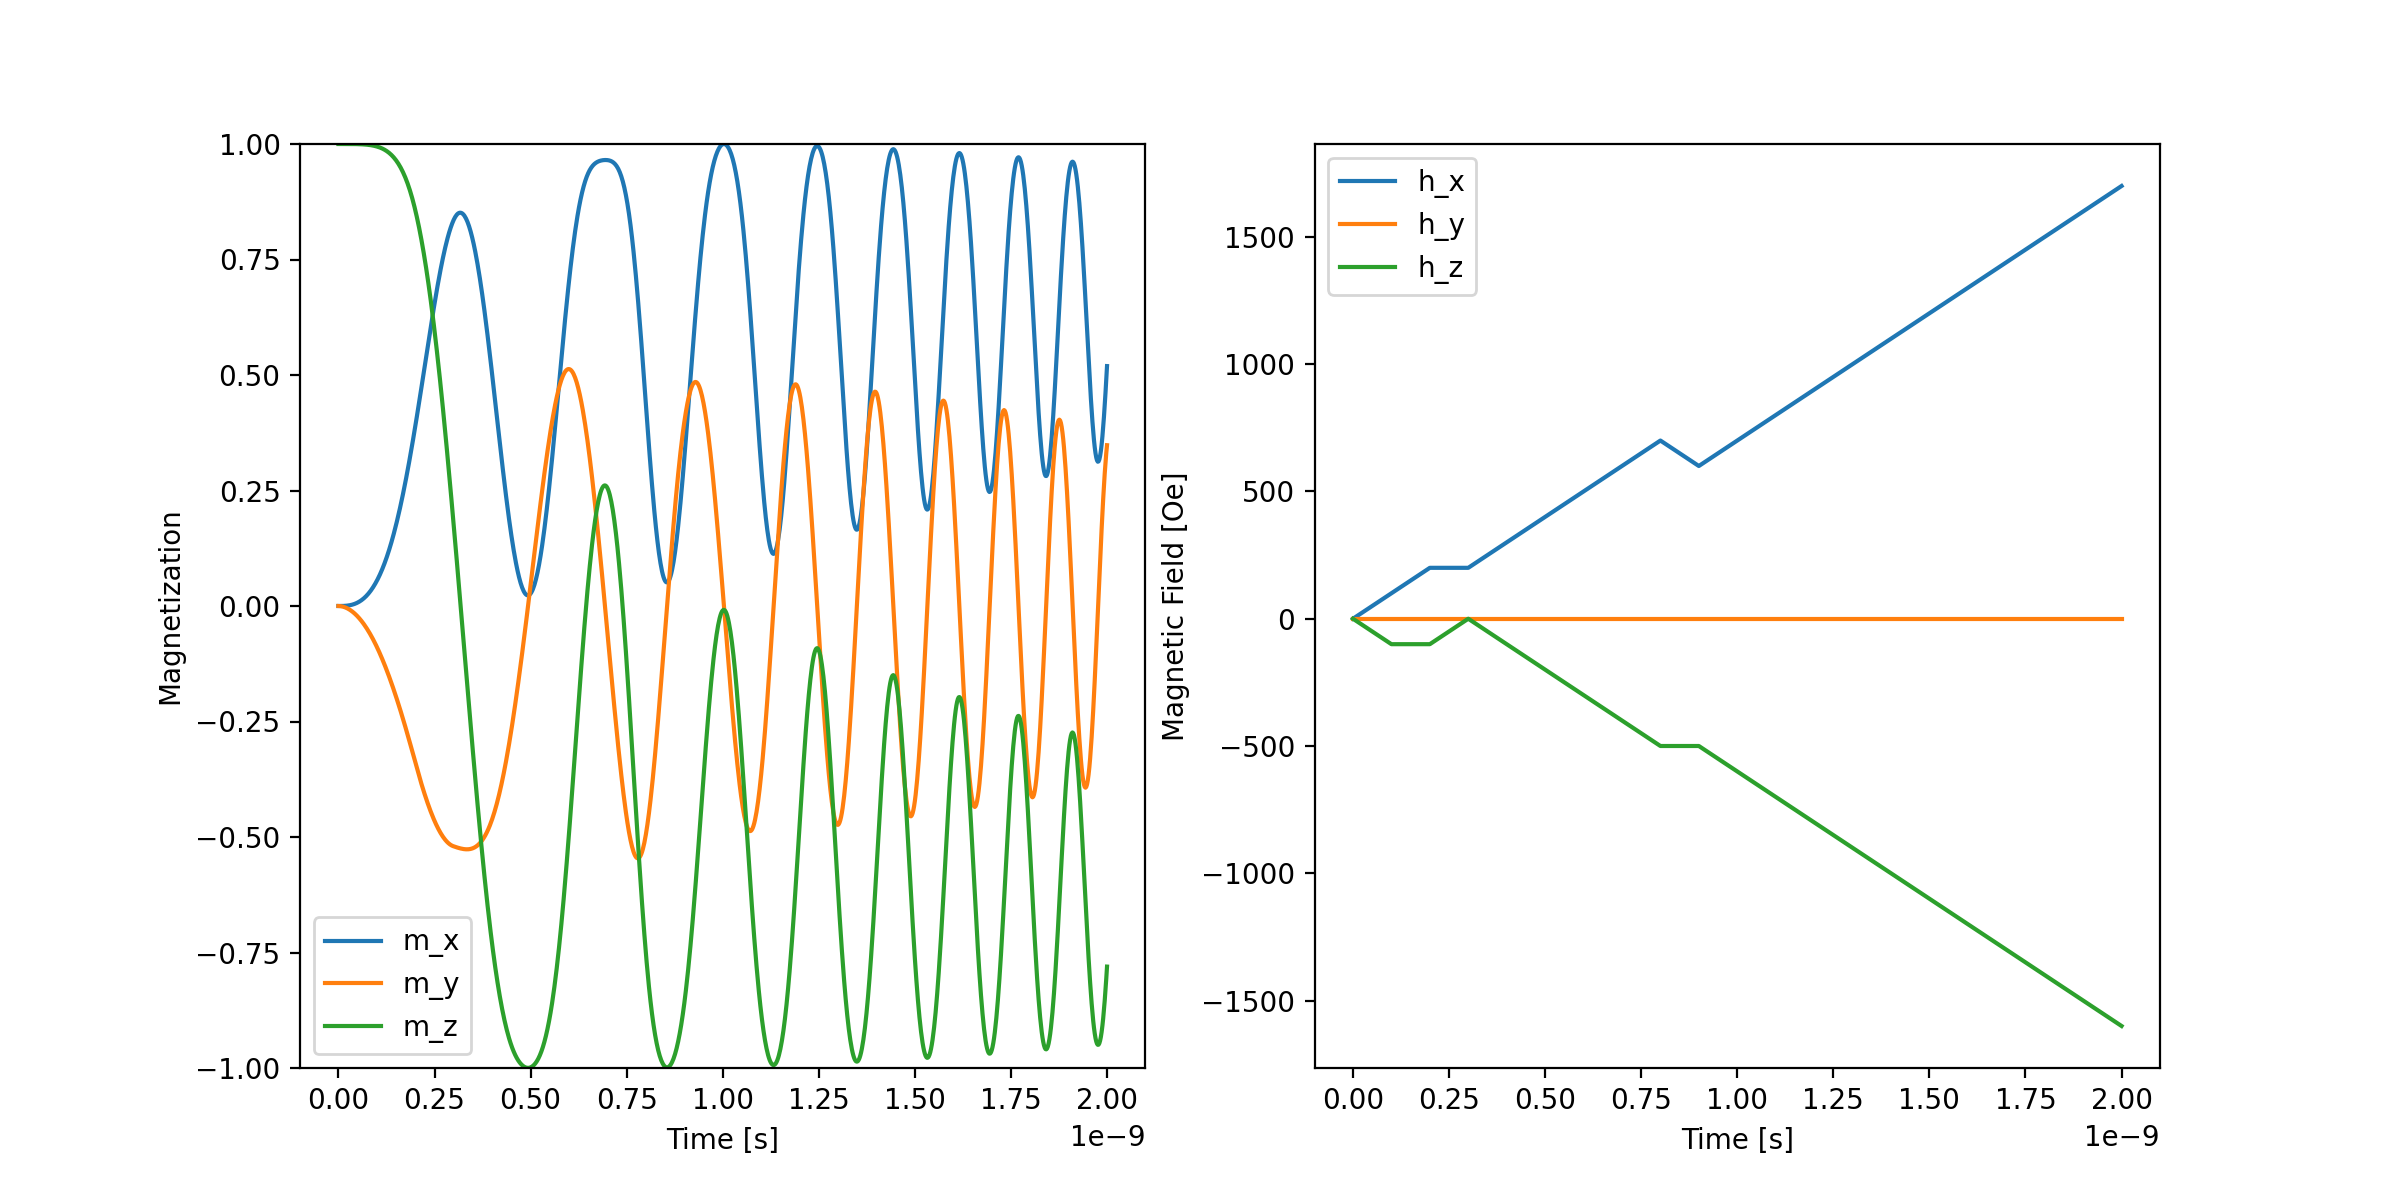 1.00
0.75
0.50
0.25
0.00
−0.25
−0.50
−0.75
−1.00
Magnetization
m_x
m_y
m_z
0.00 0.25 0.50 0.75 1.00 1.25 1.50 1.75 2.00
Time [s]
1e−9
1500
1000
500
0
−500
−1000
−1500
Magnetic Field [Oe]
h_x
h_y
h_z
0.00 0.25 0.50 0.75 1.00 1.25 1.50 1.75 2.00
Time [s]
1e−9